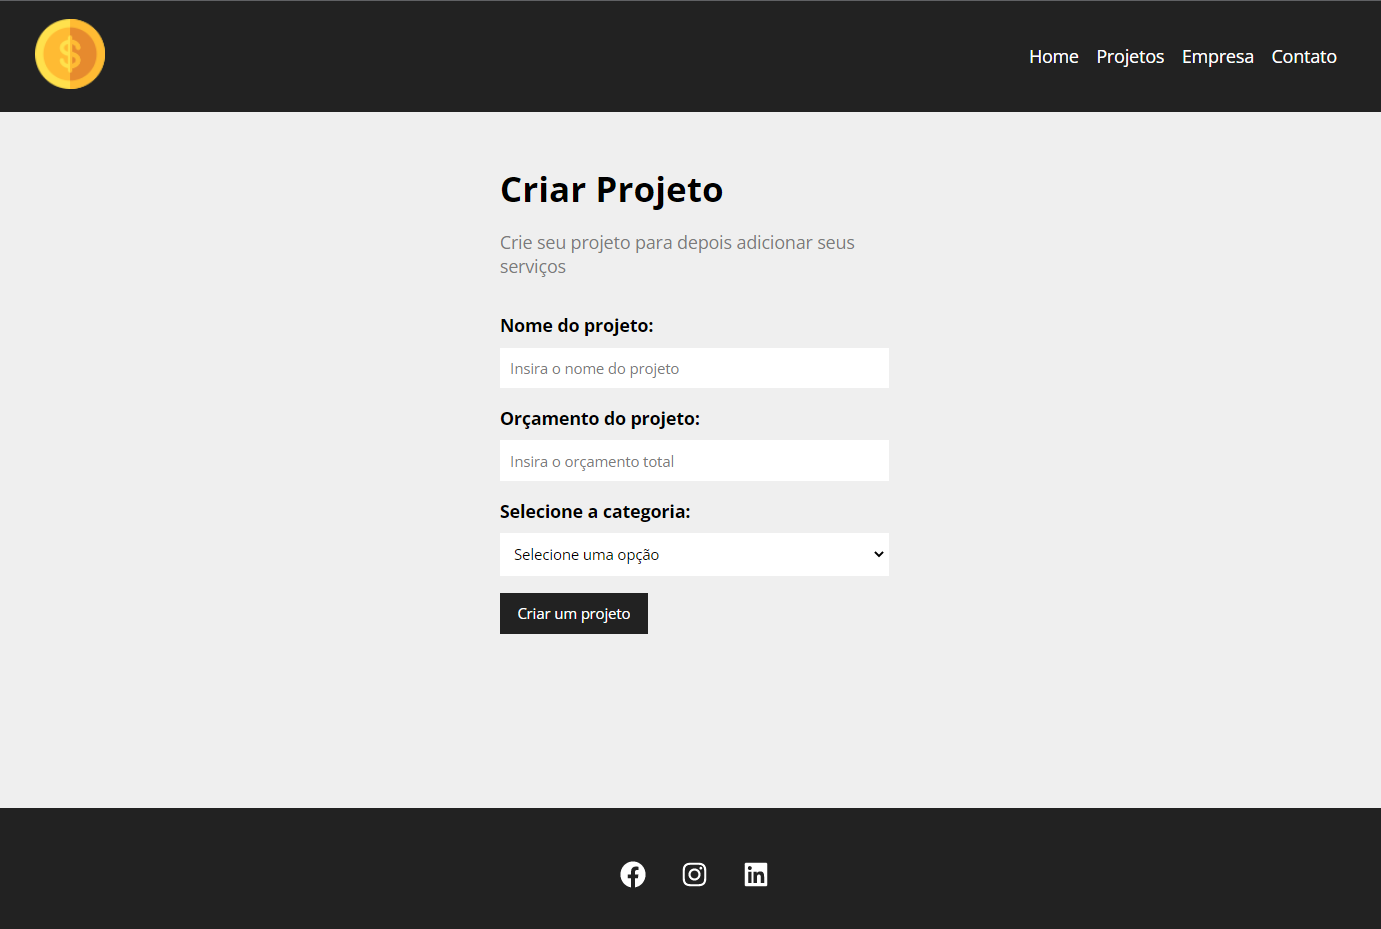 $
Home Projetos Empresa Contato
Criar Projeto
Crie seu projeto para depois adicionar seus
serviços
Nome do projeto:
Insira o nome do projeto
Orçamento do projeto:
Insira o orçamento total
Selecione a categoria:
Selecione uma opção
Criar um projeto